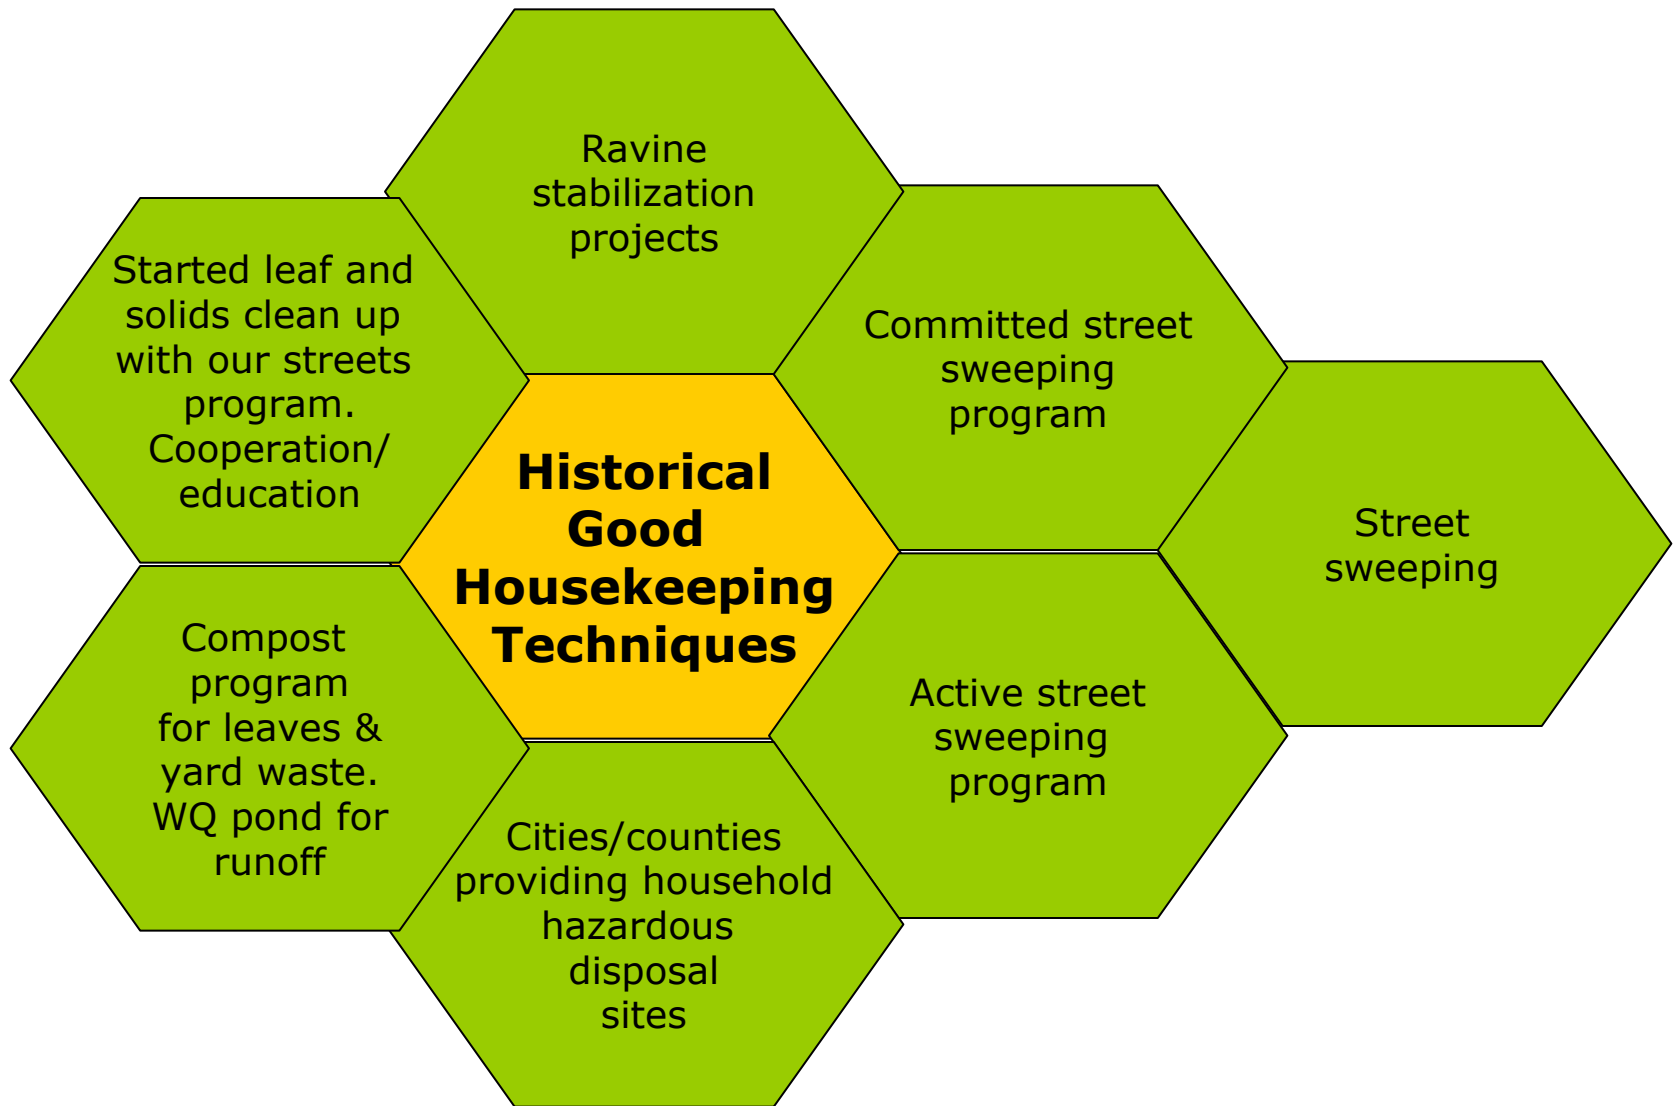 Ravine
stabilization
projects
Started leaf and
solids clean up
with our streets
program.
Cooperation/
education
Committed street
sweeping
program
Historical
Good
Housekeeping
Techniques
Street
sweeping
Compost
program
for leaves &
yard waste.
WQ pond for
runoff
Active street
sweeping
program
Cities/counties
providing household
hazardous
disposal
sites